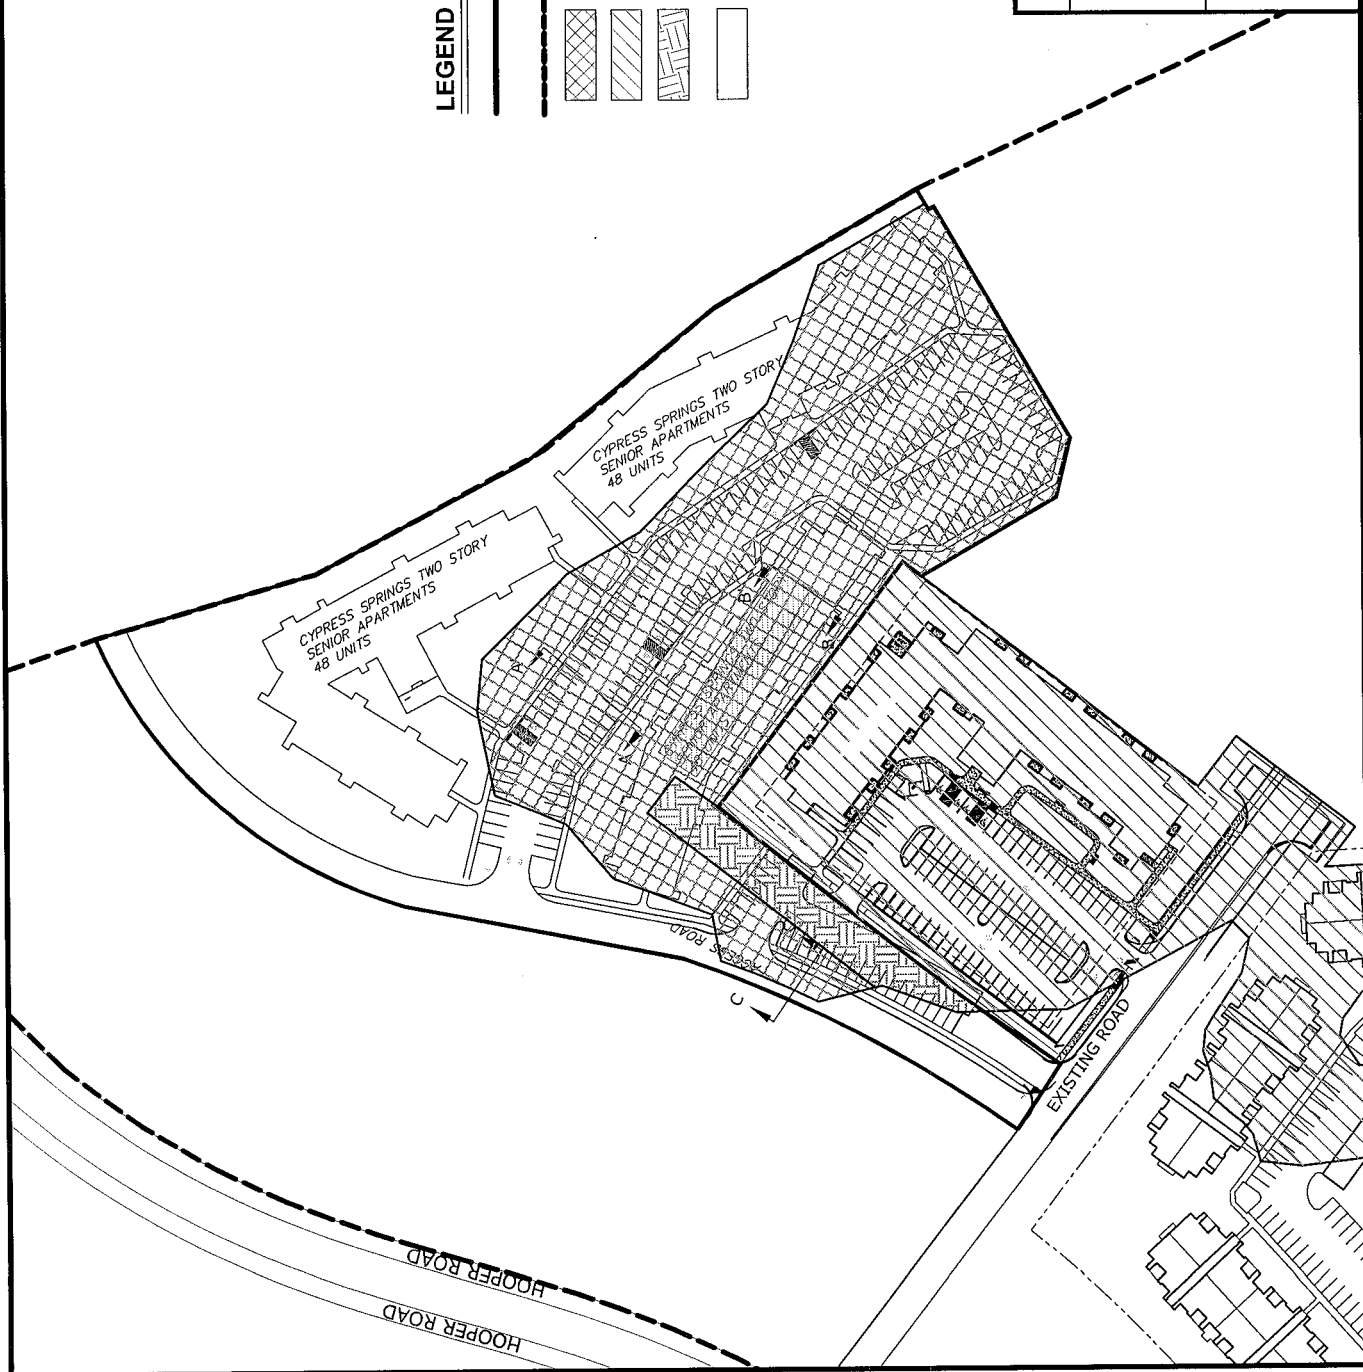 LEGEND
CYPRESS SPRINGS TWO STORY
SENIOR APARTMENTS
48 UNITS
CYPRESS SPRINGS TWO STORY
SENIOR APARTMENTS
48 UNITS
A
A
B
B
ACCESS ROAD
C
EXISTING ROAD
HOOPER ROAD
HOOPER ROAD